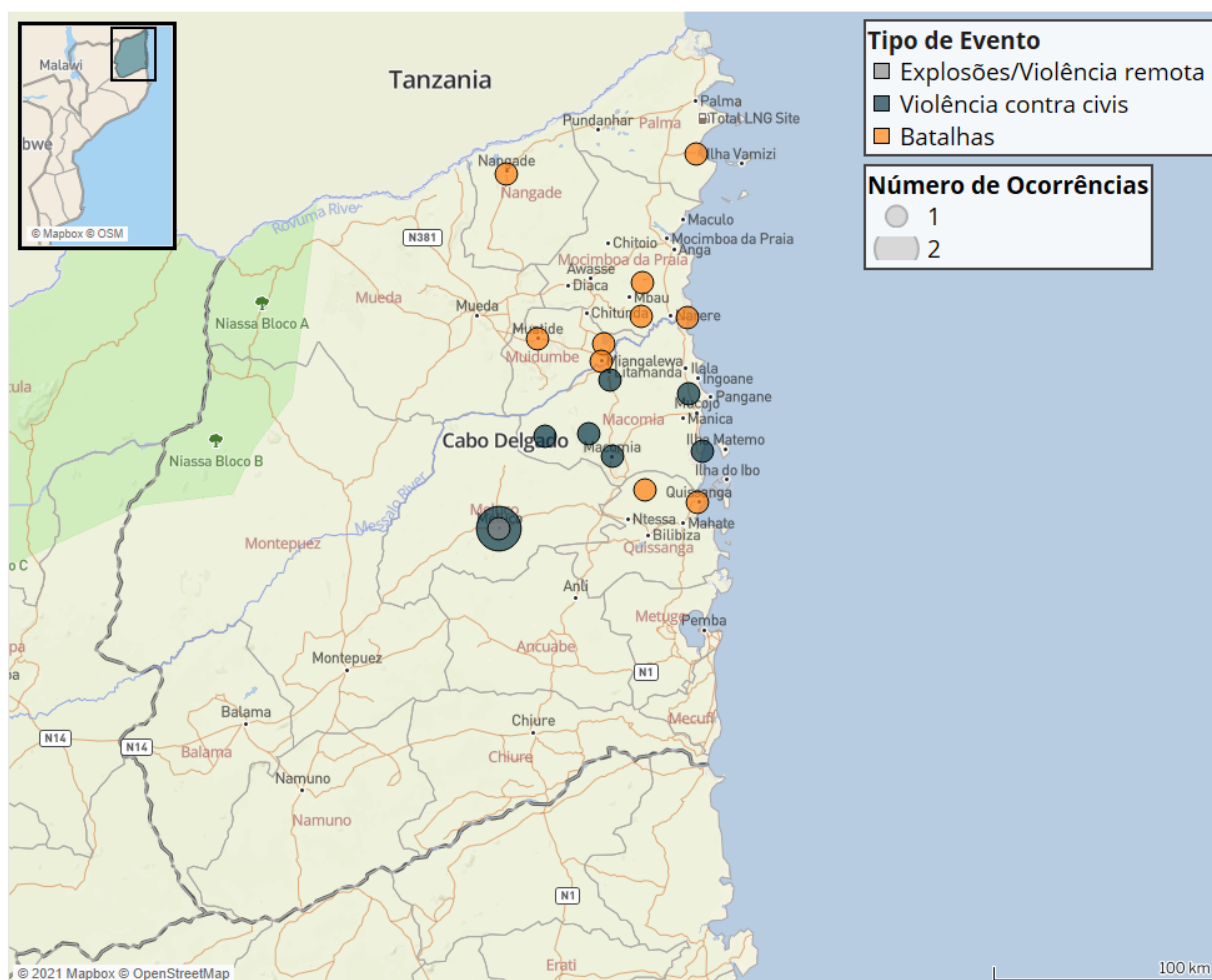 Malawi
bwe
© Mapbox © OSM
Tanzania
Tipo de Evento
Explosões/Violência remota
Violência contra civis
Batalhas
Número de Ocorrências
1
2
Palma
Total LNG Site
Pundanhar
Palma
Ilha Vamizi
Nangade
Nangade
Rovuma River
N381
Maculo
Chitoio
Mocimboa da Praia
Anga
Mocimboa da Praia
Awasse
Diaca
Mueda
Mueda
Mbau
Chitunda
Niassa Bloco A
Muidumbe
Miangalewa
Ilala
Ingoane
Pangane
Mucojo
Manica
Macomia
Cabo Delgado
Macomia
Ilha Matemo
Niassa Bloco B
Ilha do Ibo
Quissanga
Messalo River
Ntessa
Mahate
Bilibiza
Quissanga
Montepuez
o C
Anli
Metuge
Pemba
Ancuabe
Montepuez
N1
Balama
Chiure
Mecufi
N14
N14
Balama
Chiure
Namuno
Namuno
N1
Erati
100 km
© 2021 Mapbox © OpenStreetMap